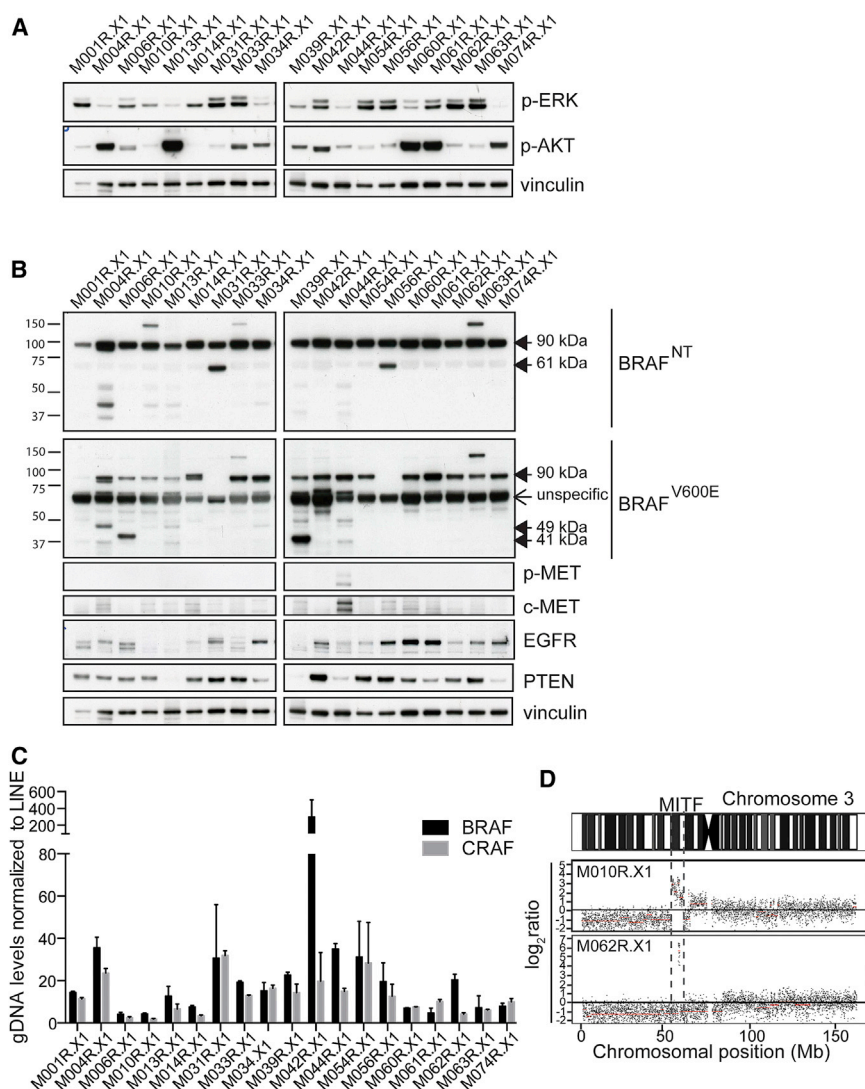 A
M001R.X1 M004R.X1 M006R.X1 M010R.X1 M013R.X1 M014R.X1 M031R.X1 M033R.X1 M034R.X1 M039R.X1 M042R.X1 M044R.X1 M054R.X1 M056R.X1 M060R.X1 M061R.X1 M062R.X1 M063R.X1 M074R.X1
p-ERK
p-AKT
vinculin
B
M001R.X1 M004R.X1 M006R.X1 M010R.X1 M013R.X1 M014R.X1 M031R.X1 M033R.X1 M034R.X1 M039R.X1 M042R.X1 M044R.X1 M054R.X1 M056R.X1 M060R.X1 M061R.X1 M062R.X1 M063R.X1 M074R.X1
150
100
75
50
37
90 kDa
61 kDa
BRAF NT
150
100
75
50
37
90 kDa
unspecific
49 kDa
41 kDa
BRAF V600E
p-MET
c-MET
EGFR
PTEN
vinculin
C
gDNA levels normalized to LINE
600
400
200
80
60
40
20
0
BRAF
CRAF
M001R.X1 M004R.X1 M006R.X1 M010R.X1 M013R.X1 M014R.X1 M031R.X1 M033R.X1 M034.X1 M039R.X1 M042R.X1 M044R.X1 M054R.X1 M056R.X1 M060R.X1 M061R.X1 M062R.X1 M063R.X1 M074R.X1
D
MITF Chromosome 3
M010R.X1
5
4
3
2
1
0
-1
-2
log2ratio
M062R.X1
7
6
5
4
3
2
1
0
-1
-2
0 50 100 150
Chromosomal position (Mb)